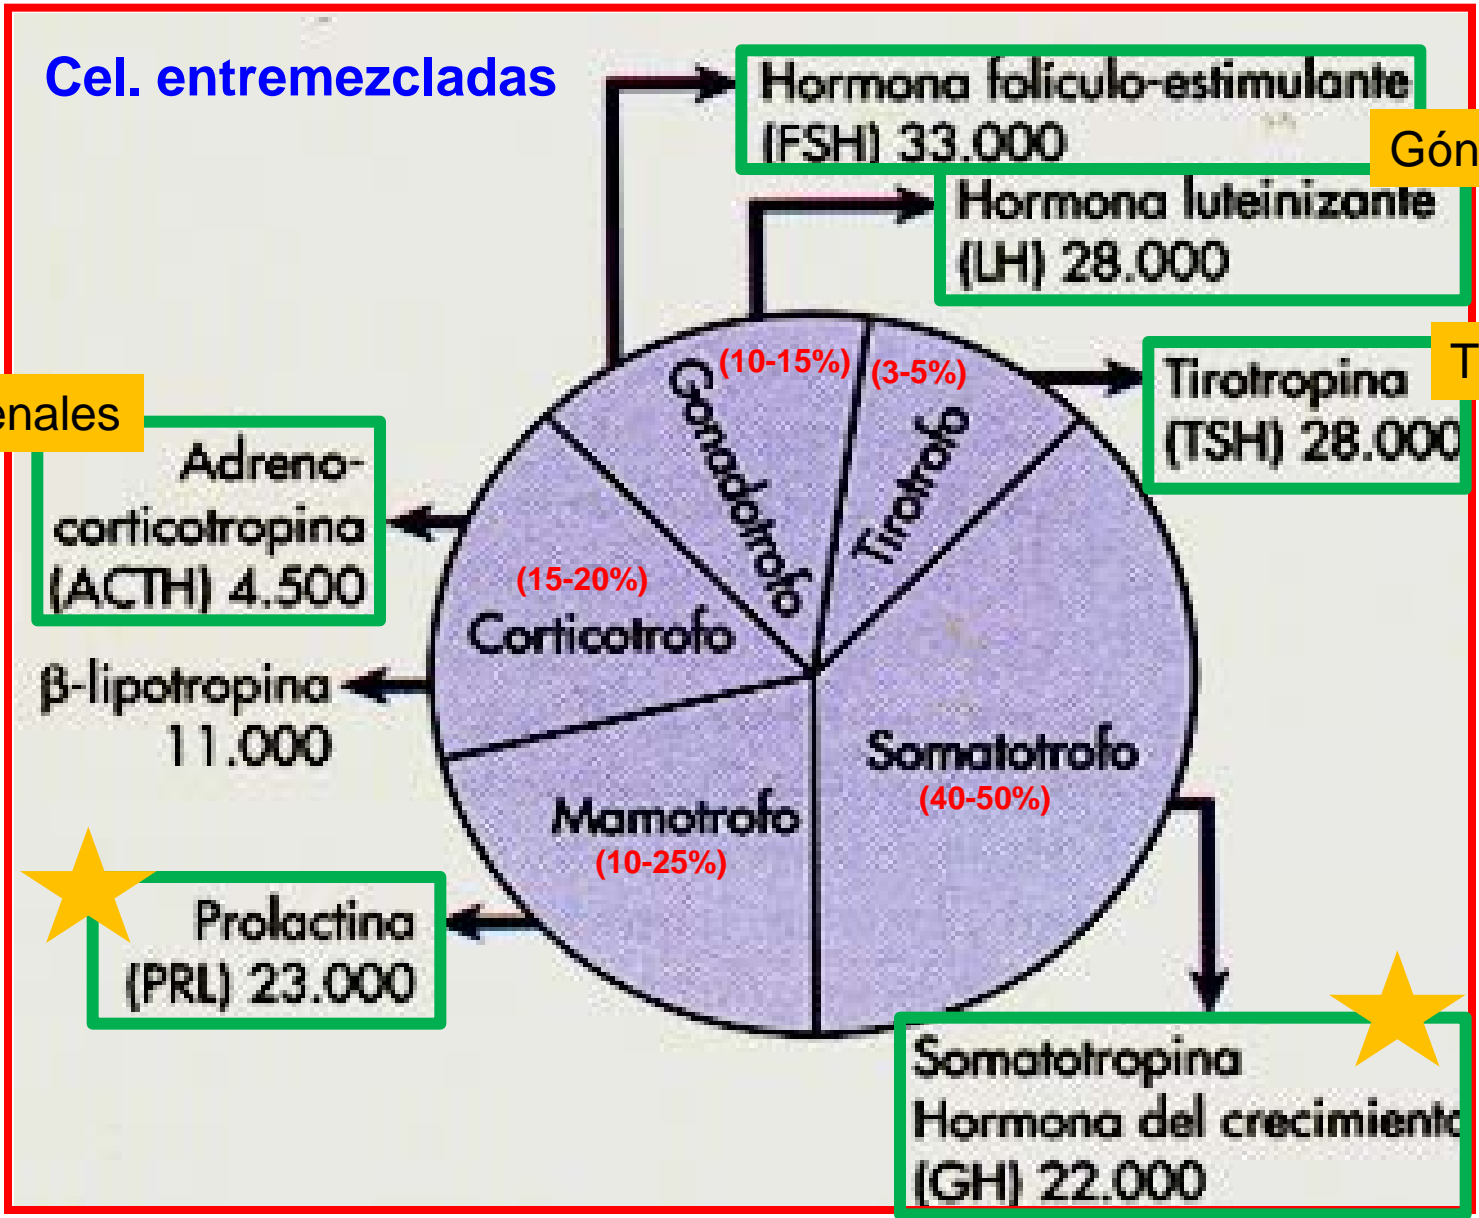 Cel. entremezcladas
Hormona folículo-estimulante
(FSH) 33.000
Gón
Hormona luteinizante
(LH) 28.000
(10-15%)
(3-5%)
Gonadotrofo
Tirotrofo
Tirotropina
T
(TSH) 28.000
enales
Adreno-
corticotropina
(ACTH) 4.500
(15-20%)
Corticotrofo
β-lipotropina
11.000
Somatotrofo
(40-50%)
Mamotrofo
(10-25%)
Prolactina
(PRL) 23.000
Somatotropina
Hormona del crecimiento
(GH) 22.000